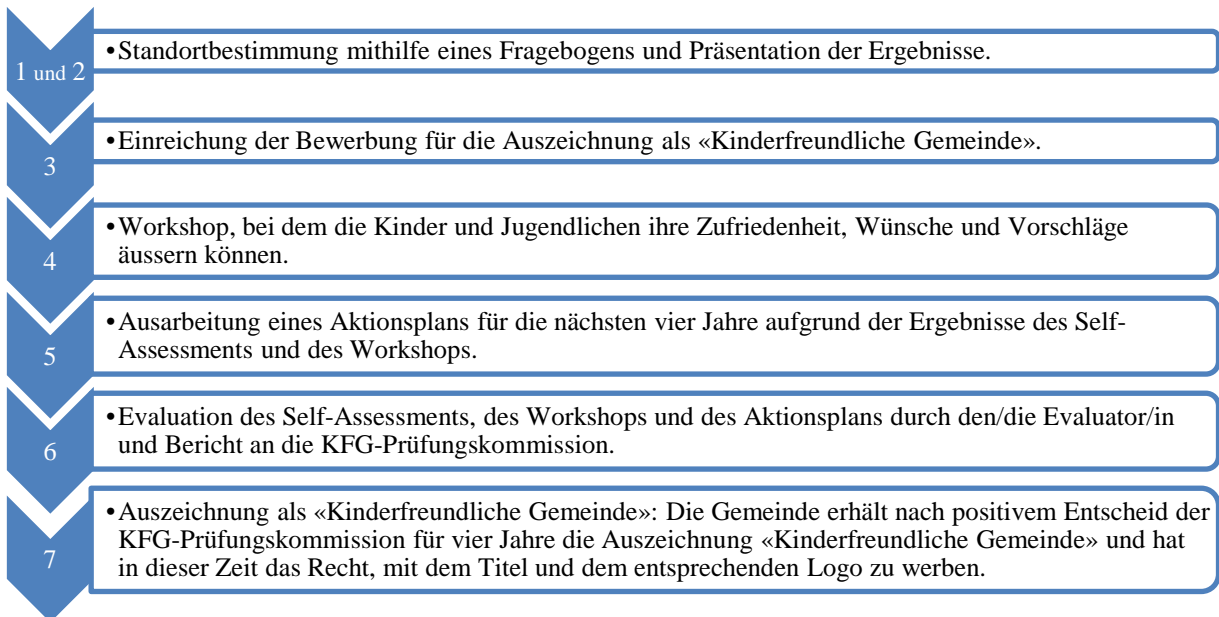 1 und 2
•Standortbestimmung mithilfe eines Fragebogens und Präsentation der Ergebnisse.
3
•Einreichung der Bewerbung für die Auszeichnung als «Kinderfreundliche Gemeinde».
4
•Workshop, bei dem die Kinder und Jugendlichen ihre Zufriedenheit, Wünsche und Vorschläge
äussern können.
5
•Ausarbeitung eines Aktionsplans für die nächsten vier Jahre aufgrund der Ergebnisse des Self-
Assessments und des Workshops.
6
•Evaluation des Self-Assessments, des Workshops und des Aktionsplans durch den/die Evaluator/in
und Bericht an die KFG-Prüfungskommission.
7
•Auszeichnung als «Kinderfreundliche Gemeinde»: Die Gemeinde erhält nach positivem Entscheid der
KFG-Prüfungskommission für vier Jahre die Auszeichnung «Kinderfreundliche Gemeinde» und hat
in dieser Zeit das Recht, mit dem Titel und dem entsprechenden Logo zu werben.